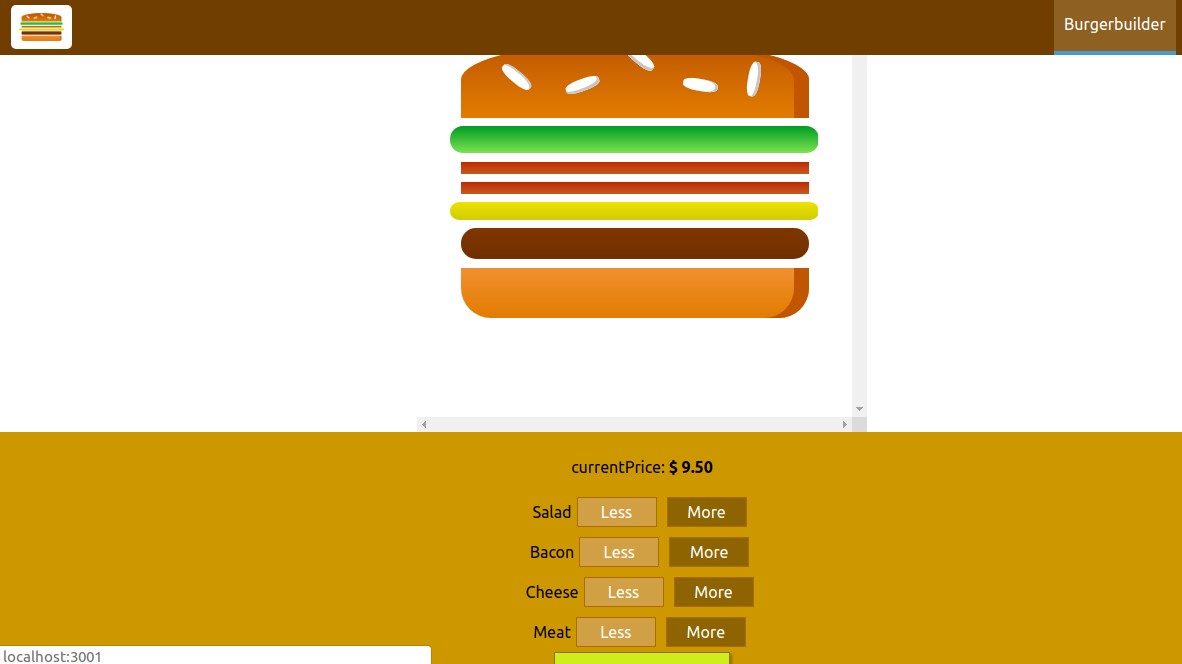 Burgerbuilder
currentPrice: $ 9.50
Salad Less More
Bacon Less More
Cheese Less More
Meat Less More
localhost:3001